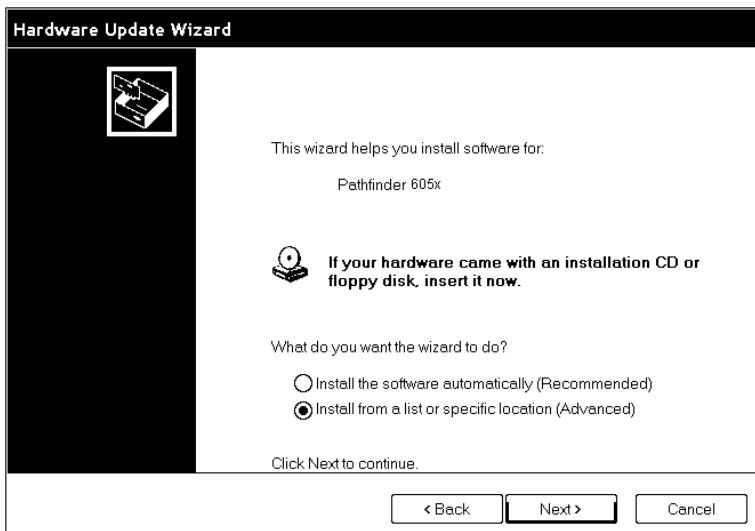 Hardware Update Wizard
This wizard helps you install software for:
Pathfinder 605x
If your hardware came with an installation CD or
floppy disk, insert it now.
What do you want the wizard to do?
Install the software automatically (Recommended)
Install from a list or specific location (Advanced)
Click Next to continue.
< Back
Next >
Cancel